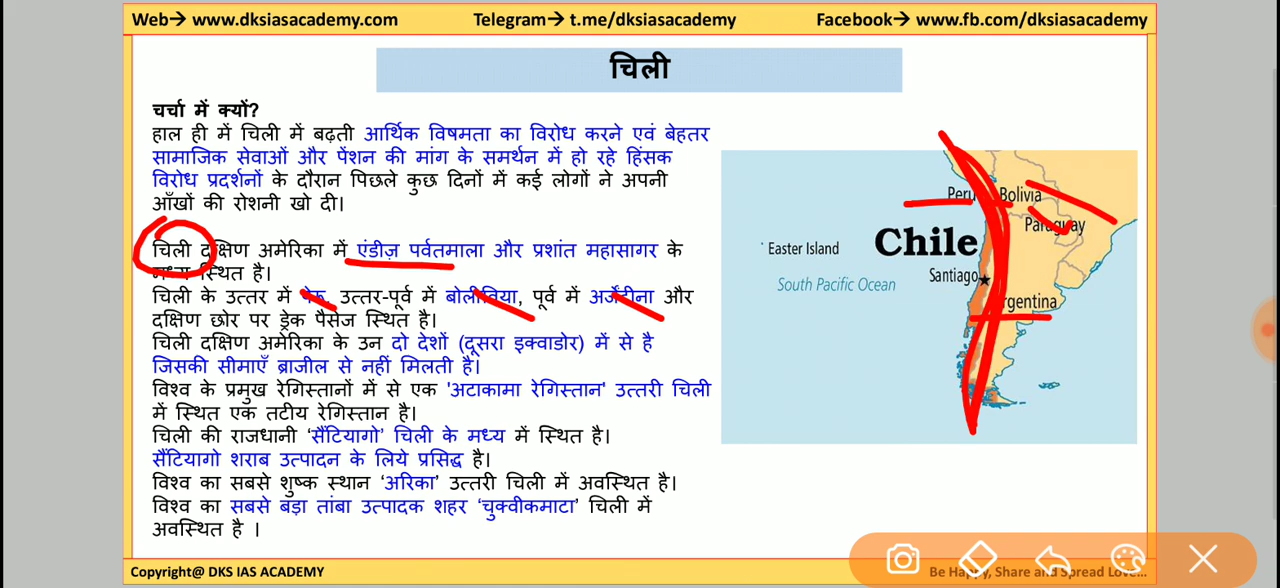 Web→ www.dksiasacademy.com Telegram→ t.me/dksiasacademy Facebook→ www.fb.com/dksiasacademy
चिली
चर्चा में क्यों?
हाल ही में चिली में बढ़ती आर्थिक विषमता का विरोध करने एवं बेहतर
सामाजिक सेवाओं और पेंशन की मांग के समर्थन में हो रहे हिंसक
विरोध प्रदर्शनों के दौरान पिछले कुछ दिनों में कई लोगों ने अपनी
आँखों की रोशनी खो दी।
चिली दक्षिण अमेरिका में एंडीज़ पर्वतमाला और प्रशांत महासागर के
मध्य स्थित है।
चिली के उत्तर में पेरू, उत्तर-पूर्व में बोलीविया, पूर्व में अर्जेंटीना और
दक्षिण छोर पर ड्रेक पैसेज स्थित है।
चिली दक्षिण अमेरिका के उन दो देशों (दूसरा इक्वाडोर) में से है
जिसकी सीमाएँ ब्राजील से नहीं मिलती है।
विश्व के प्रमुख रेगिस्तानों में से एक 'अटाकामा रेगिस्तान' उत्तरी चिली
में स्थित एक तटीय रेगिस्तान है।
चिली की राजधानी ‘सैंटियागो’ चिली के मध्य में स्थित है।
सैंटियागो शराब उत्पादन के लिये प्रसिद्ध है।
विश्व का सबसे शुष्क स्थान ‘अरिका’ उत्तरी चिली में अवस्थित है।
विश्व का सबसे बड़ा तांबा उत्पादक शहर ‘चुक्वीकमाटा’ चिली में
अवस्थित है ।
Peru
Bolivia
Paraguay
Chile
Easter Island
Santiago
South Pacific Ocean
Argentina
Copyright@ DKS IAS ACADEMY Be Happy, Share and Spread Love...